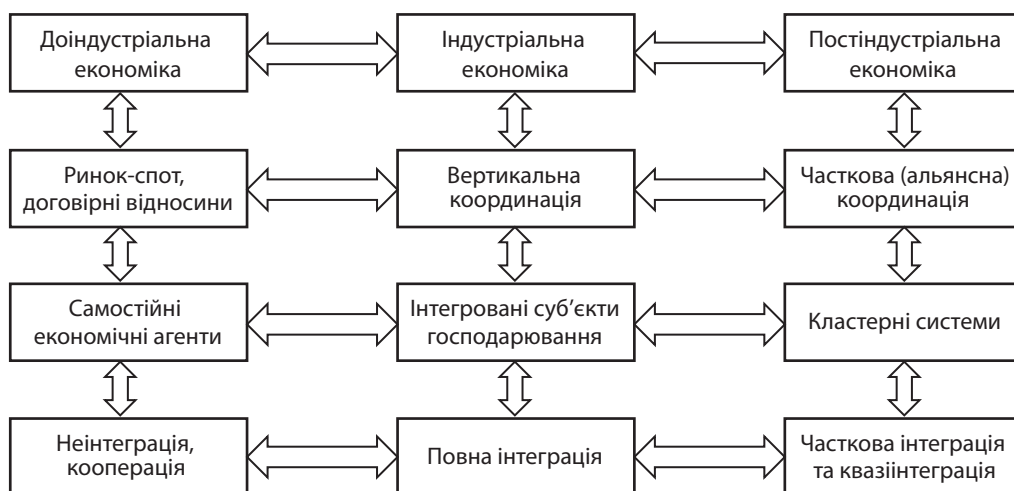 Доіндустріальна
економіка
Індустріальна
економіка
Постіндустріальна
економіка
Ринок-спот,
договірні відносини
Вертикальна
координація
Часткова (альянсна)
координація
Самостійні
економічні агенти
Інтегровані суб’єкти
господарювання
Кластерні системи
Неінтеграція,
кооперація
Повна інтеграція
Часткова інтеграція
та квазіінтеграція